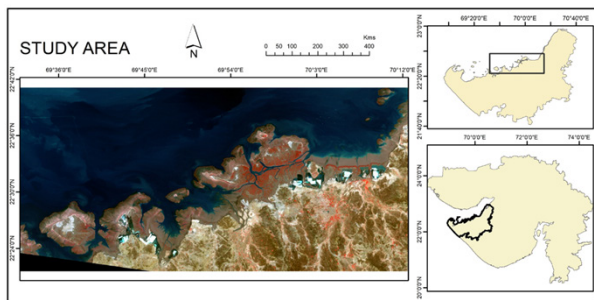 STUDY AREA
N
Kms
0 50 100 200 300 400
69°36'0"E 69°45'0"E 69°54'0"E 70°3'0"E 70°12'0"E
22°42'0"N
22°36'0"N
22°30'0"N
22°24'0"N
69°20'0"E 70°0'0"E 70°40'0"E
23°0'0"N
22°20'0"N
21°40'0"N
70°0'0"E 72°0'0"E 74°0'0"E
24°0'0"N
22°0'0"N
20°0'0"N